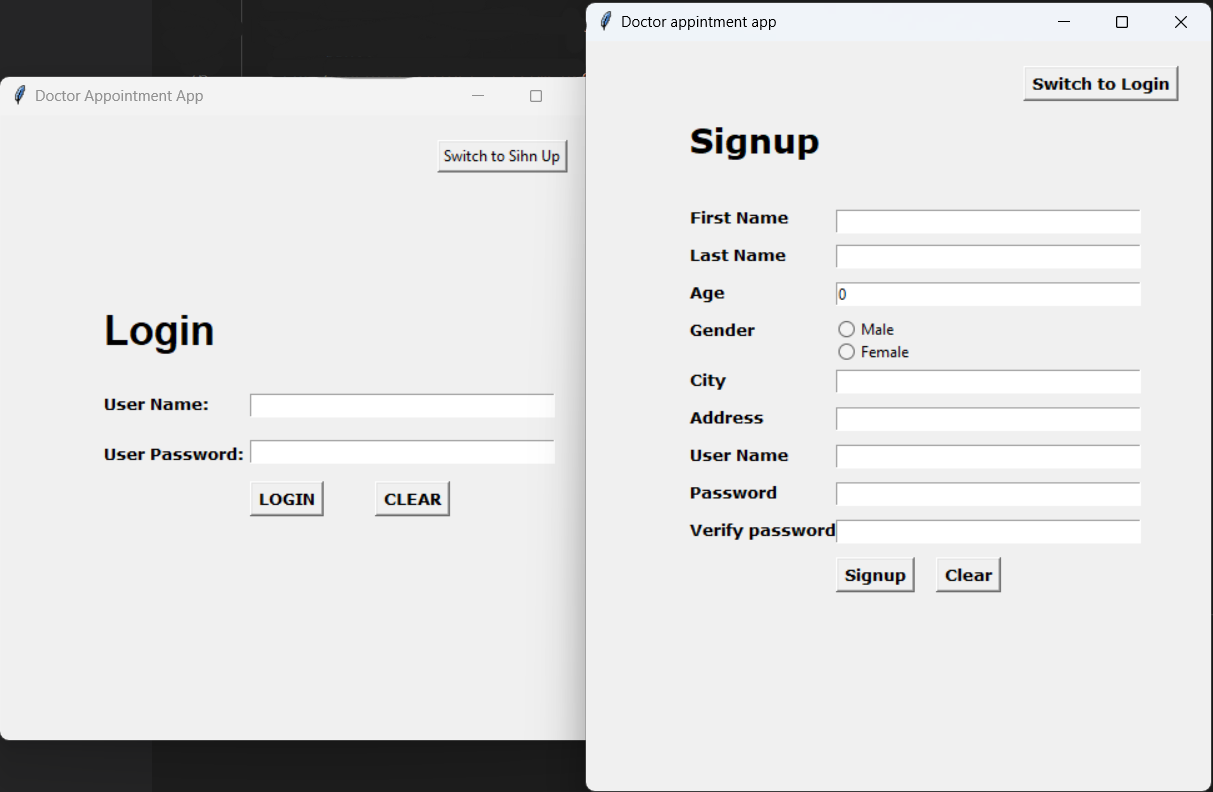 Doctor Appointment App
Switch to Sihn Up
Login
User Name:
User Password:
LOGIN CLEAR
Doctor appintment app
Switch to Login
Signup
First Name
Last Name
Age 0
Gender Male
Female
City
Address
User Name
Password
Verify password
Signup Clear